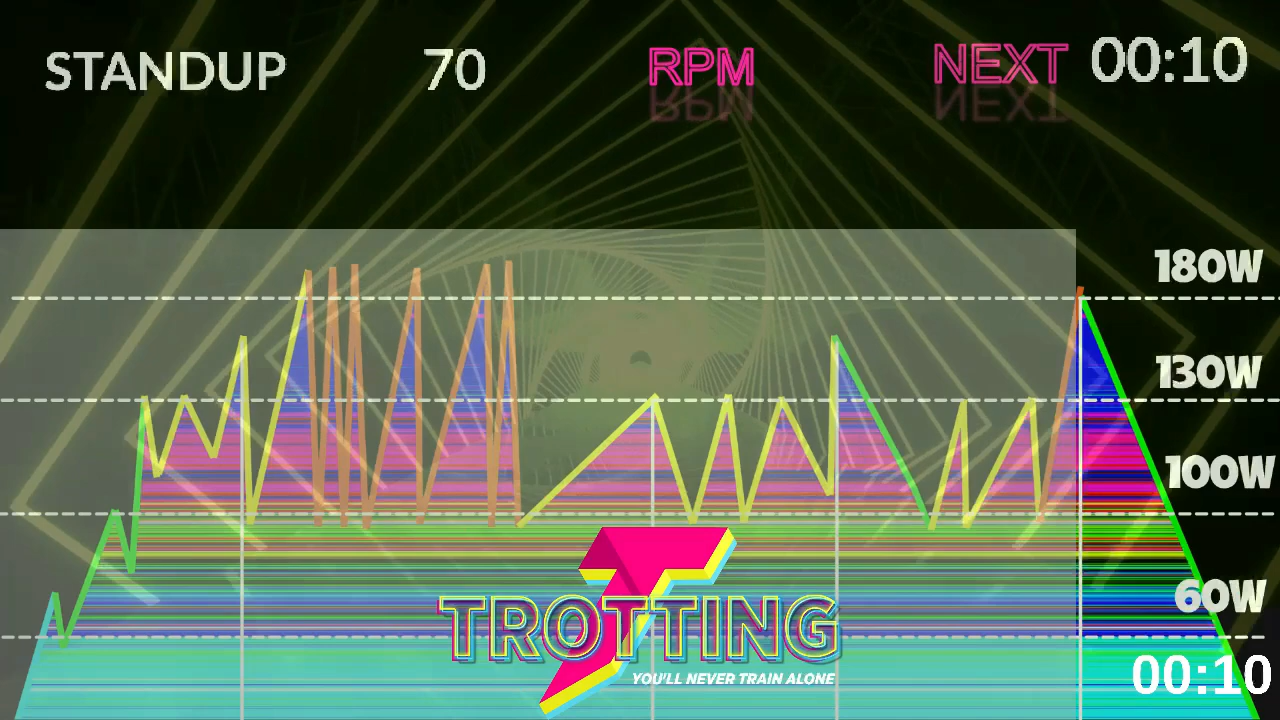 STANDUP 70 RPM NEXT 00:10
180W
130W
100W
60W
TROTTING
YOU'LL NEVER TRAIN ALONE
00:10